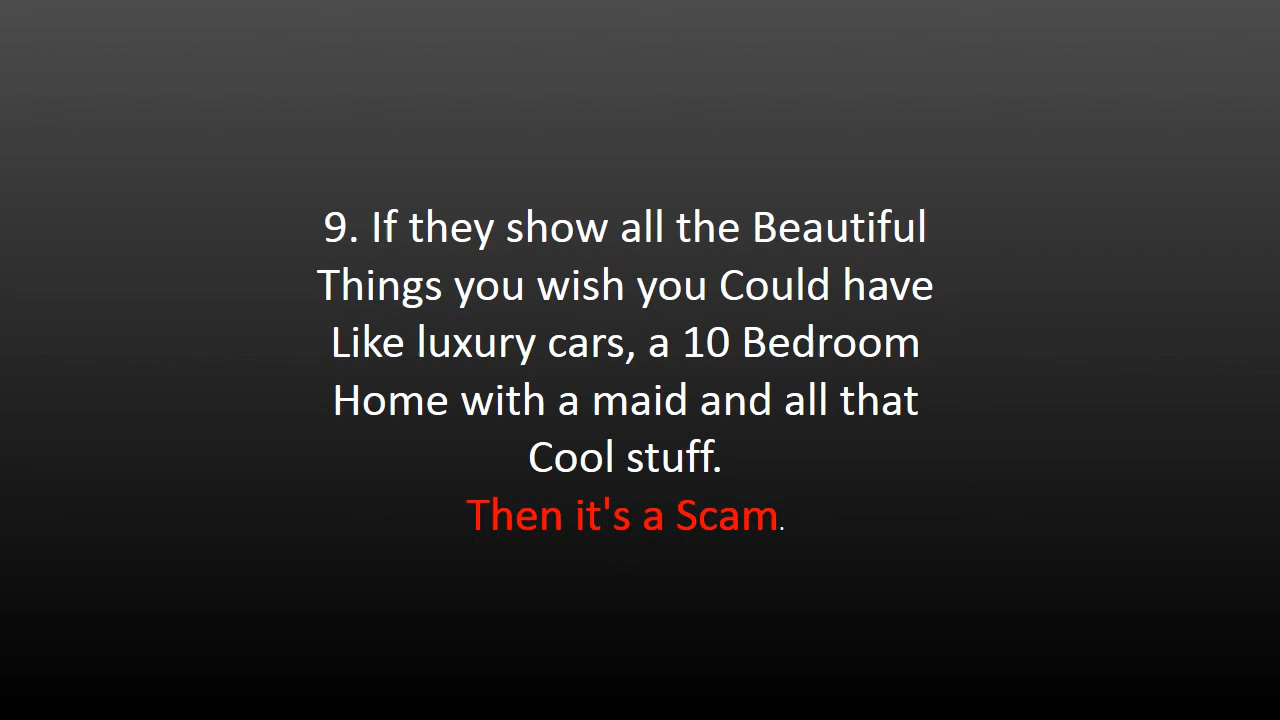 9. If they show all the Beautiful
Things you wish you Could have
Like luxury cars, a 10 Bedroom
Home with a maid and all that
Cool stuff.
Then it's a Scam.